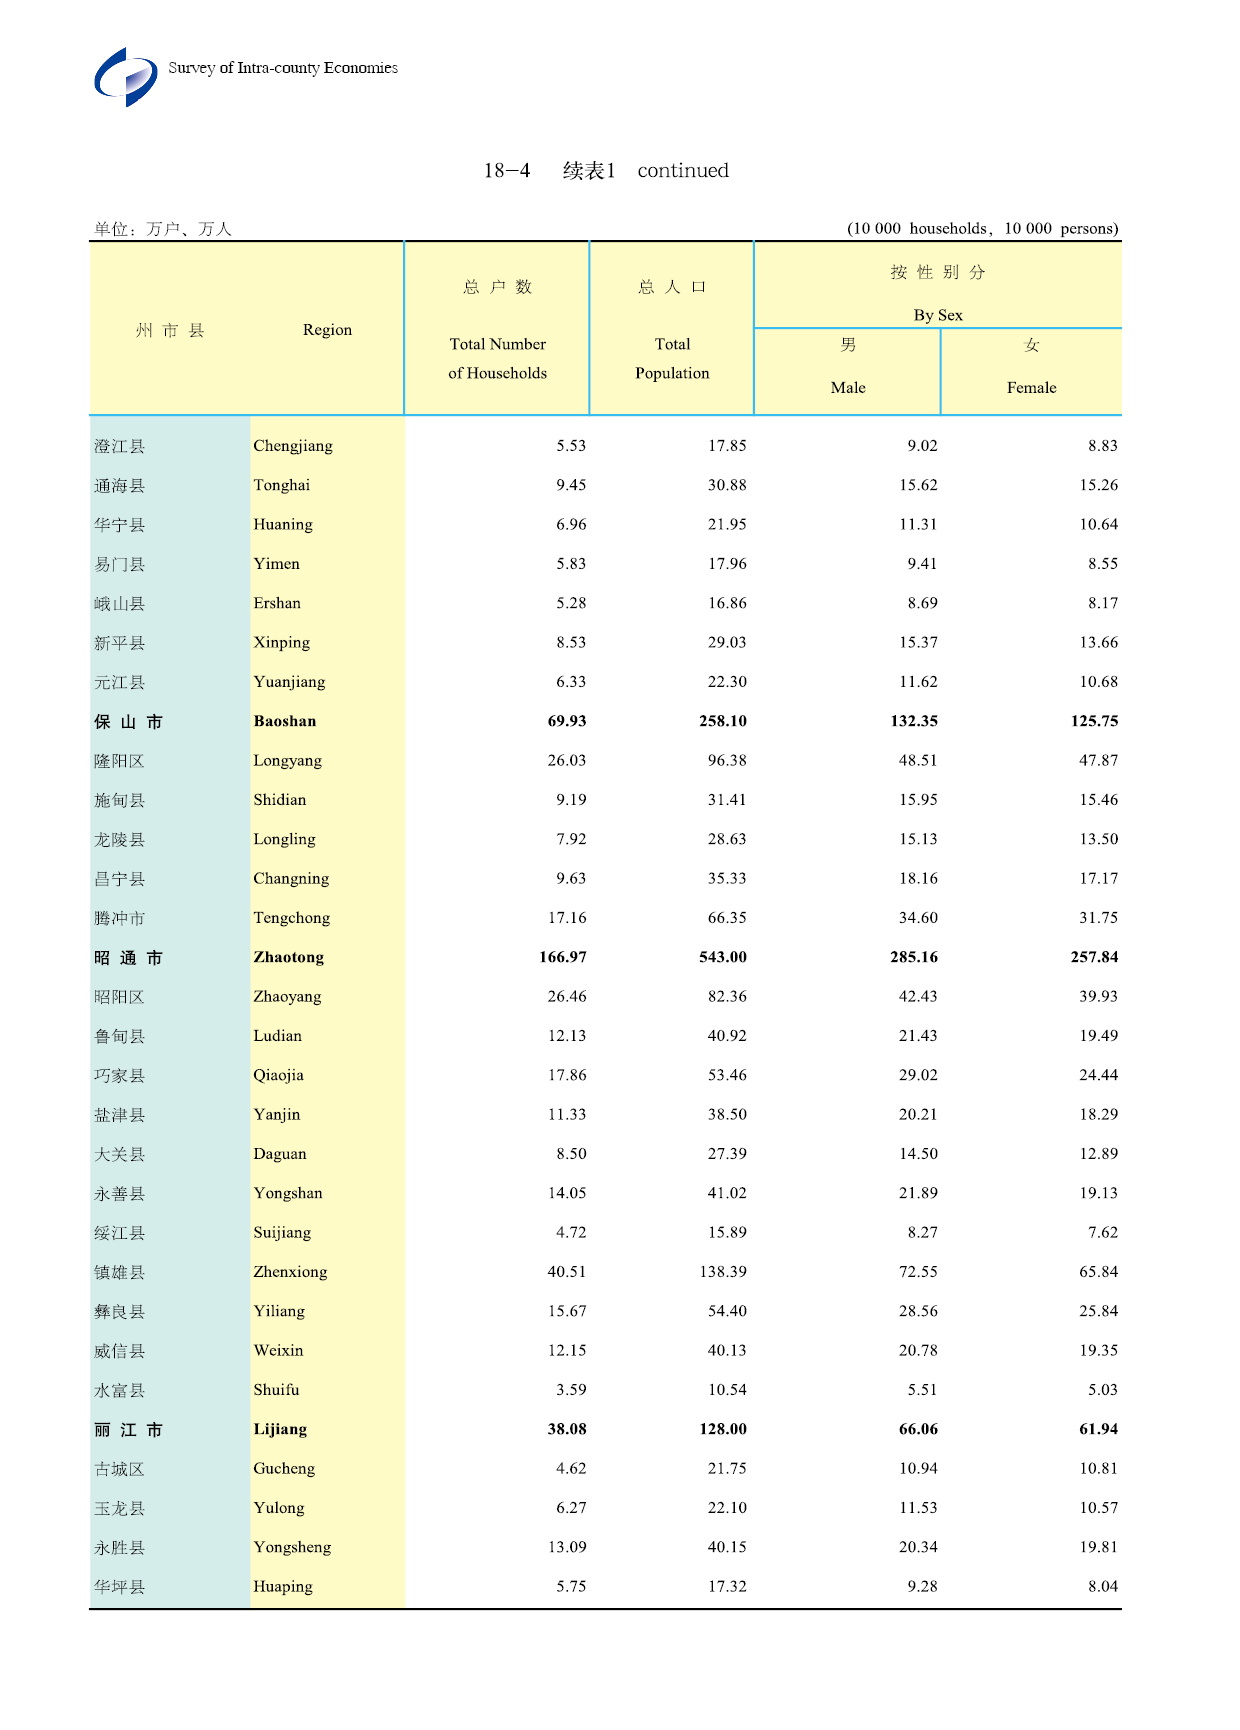 Survey of Intra-county Economies
18-4 续表1 continued
单位：万户、万人 (10 000 households, 10 000 persons)
州 市 县 Region 总 户 数 总 人 口 按 性 别 分
By Sex
Total Number of Households Total Population 男 女
Male Female
澄江县 Chengjiang 5.53 17.85 9.02 8.83
通海县 Tonghai 9.45 30.88 15.62 15.26
华宁县 Huaning 6.96 21.95 11.31 10.64
易门县 Yimen 5.83 17.96 9.41 8.55
峨山县 Ershan 5.28 16.86 8.69 8.17
新平县 Xinping 8.53 29.03 15.37 13.66
元江县 Yuanjiang 6.33 22.30 11.62 10.68
保 山 市 Baoshan 69.93 258.10 132.35 125.75
隆阳区 Longyang 26.03 96.38 48.51 47.87
施甸县 Shidian 9.19 31.41 15.95 15.46
龙陵县 Longling 7.92 28.63 15.13 13.50
昌宁县 Changning 9.63 35.33 18.16 17.17
腾冲市 Tengchong 17.16 66.35 34.60 31.75
昭 通 市 Zhaotong 166.97 543.00 285.16 257.84
昭阳区 Zhaoyang 26.46 82.36 42.43 39.93
鲁甸县 Ludian 12.13 40.92 21.43 19.49
巧家县 Qiaojia 17.86 53.46 29.02 24.44
盐津县 Yanjin 11.33 38.50 20.21 18.29
大关县 Daguan 8.50 27.39 14.50 12.89
永善县 Yongshan 14.05 41.02 21.89 19.13
绥江县 Suijiang 4.72 15.89 8.27 7.62
镇雄县 Zhenxiong 40.51 138.39 72.55 65.84
彝良县 Yiliang 15.67 54.40 28.56 25.84
威信县 Weixin 12.15 40.13 20.78 19.35
水富县 Shuifu 3.59 10.54 5.51 5.03
丽 江 市 Lijiang 38.08 128.00 66.06 61.94
古城区 Gucheng 4.62 21.75 10.94 10.81
玉龙县 Yulong 6.27 22.10 11.53 10.57
永胜县 Yongsheng 13.09 40.15 20.34 19.81
华坪县 Huaping 5.75 17.32 9.28 8.04